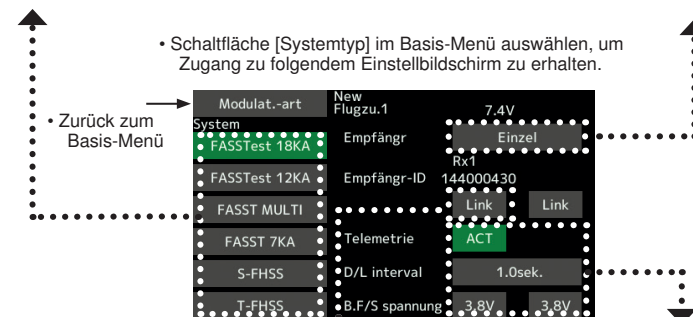 • Schaltfläche [Systemtyp] im Basis-Menü auswählen, um
Zugang zu folgendem Einstellbildschirm zu erhalten.
• Zurück zum
Basis-Menü
Modulat.-art
New
Flugzu.1
7.4V
System
FASSTest 18KA
Empfängr
Einzel
Rx1
FASSTest 12KA
Empfängr-ID
144000430
FASST MULTI
Link
Link
FASST 7KA
Telemetrie
ACT
S-FHSS
D/L interval
1.0sek.
T-FHSS
B.F/S spannung
3.8V
3.8V